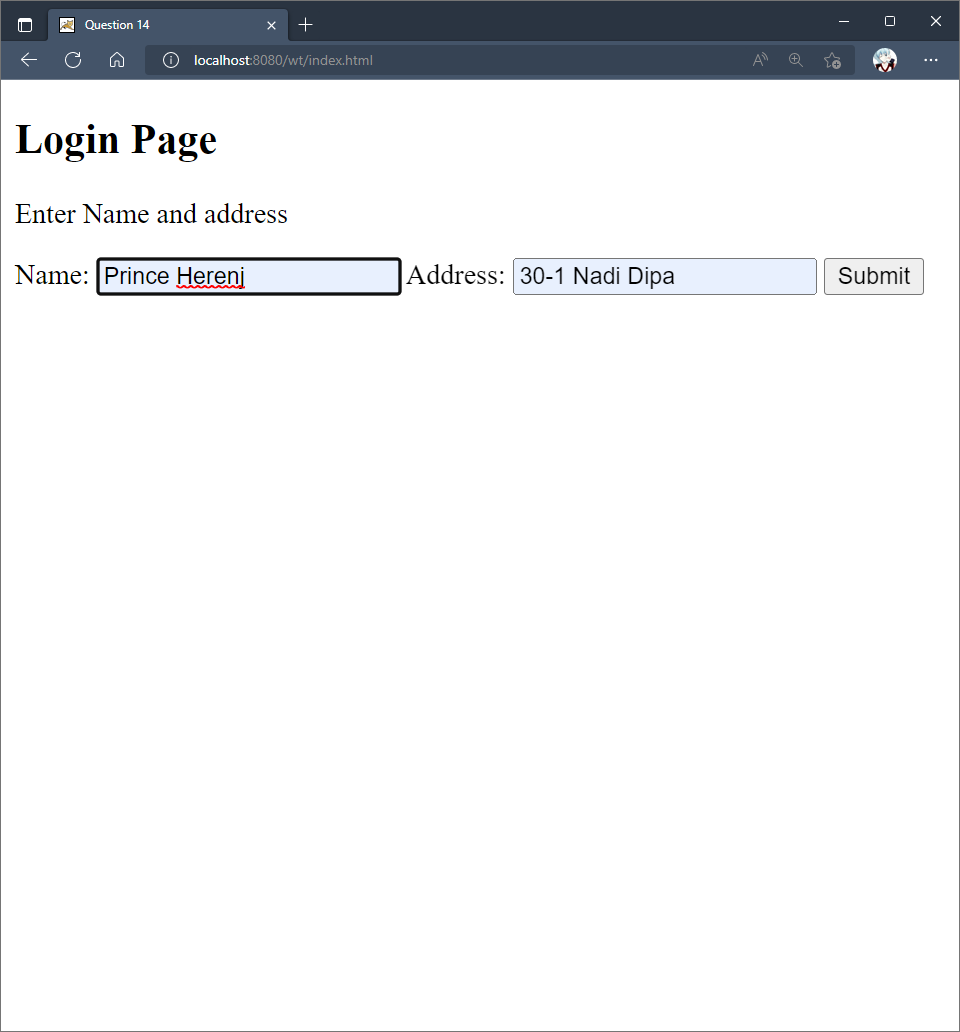 Question 14
localhost:8080/wt/index.html
Login Page
Enter Name and address
Name: Prince Herenj Address: 30-1 Nadi Dipa Submit